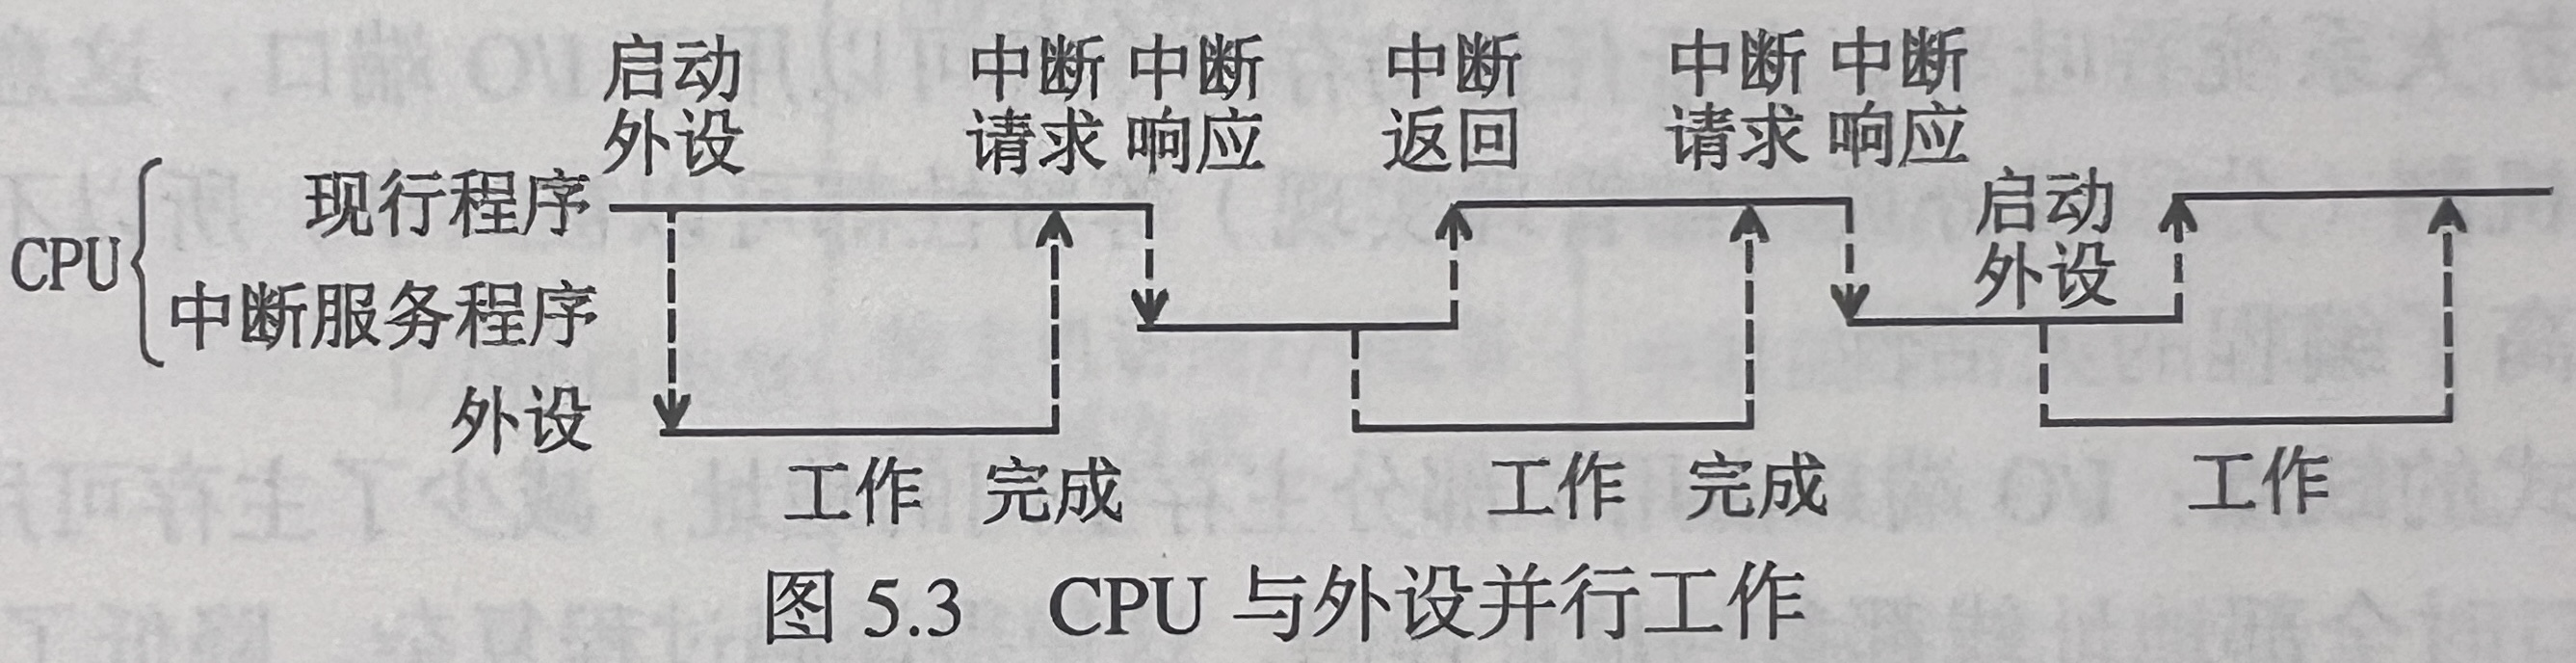 启动 中断 中断 中断 中断 中断
外设 请求 响应 返回 请求 响应
现行程序 启动
CPU 外设
中断服务程序
外设
工作 完成 工作 完成 工作
图 5.3 CPU 与外设并行工作